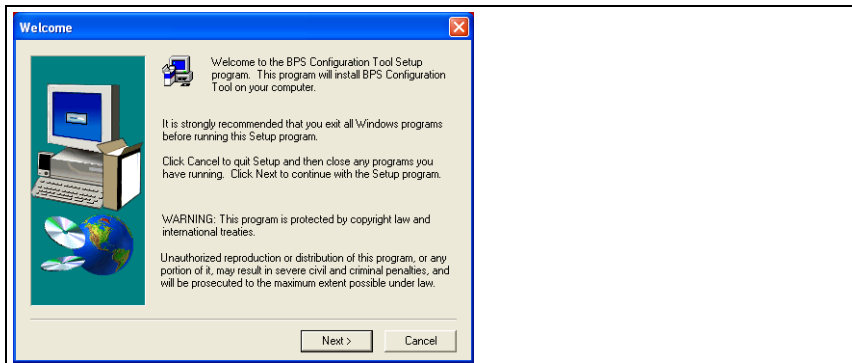 Welcome
Welcome to the BPS Configuration Tool Setup
program. This program will install BPS Configuration
Tool on your computer.
It is strongly recommended that you exit all Windows programs
before running this Setup program.
Click Cancel to quit Setup and then close any programs you
have running. Click Next to continue with the Setup program.
WARNING: This program is protected by copyright law and
international treaties.
Unauthorized reproduction or distribution of this program, or any
portion of it, may result in severe civil and criminal penalties, and
will be prosecuted to the maximum extent possible under law.
Next >
Cancel